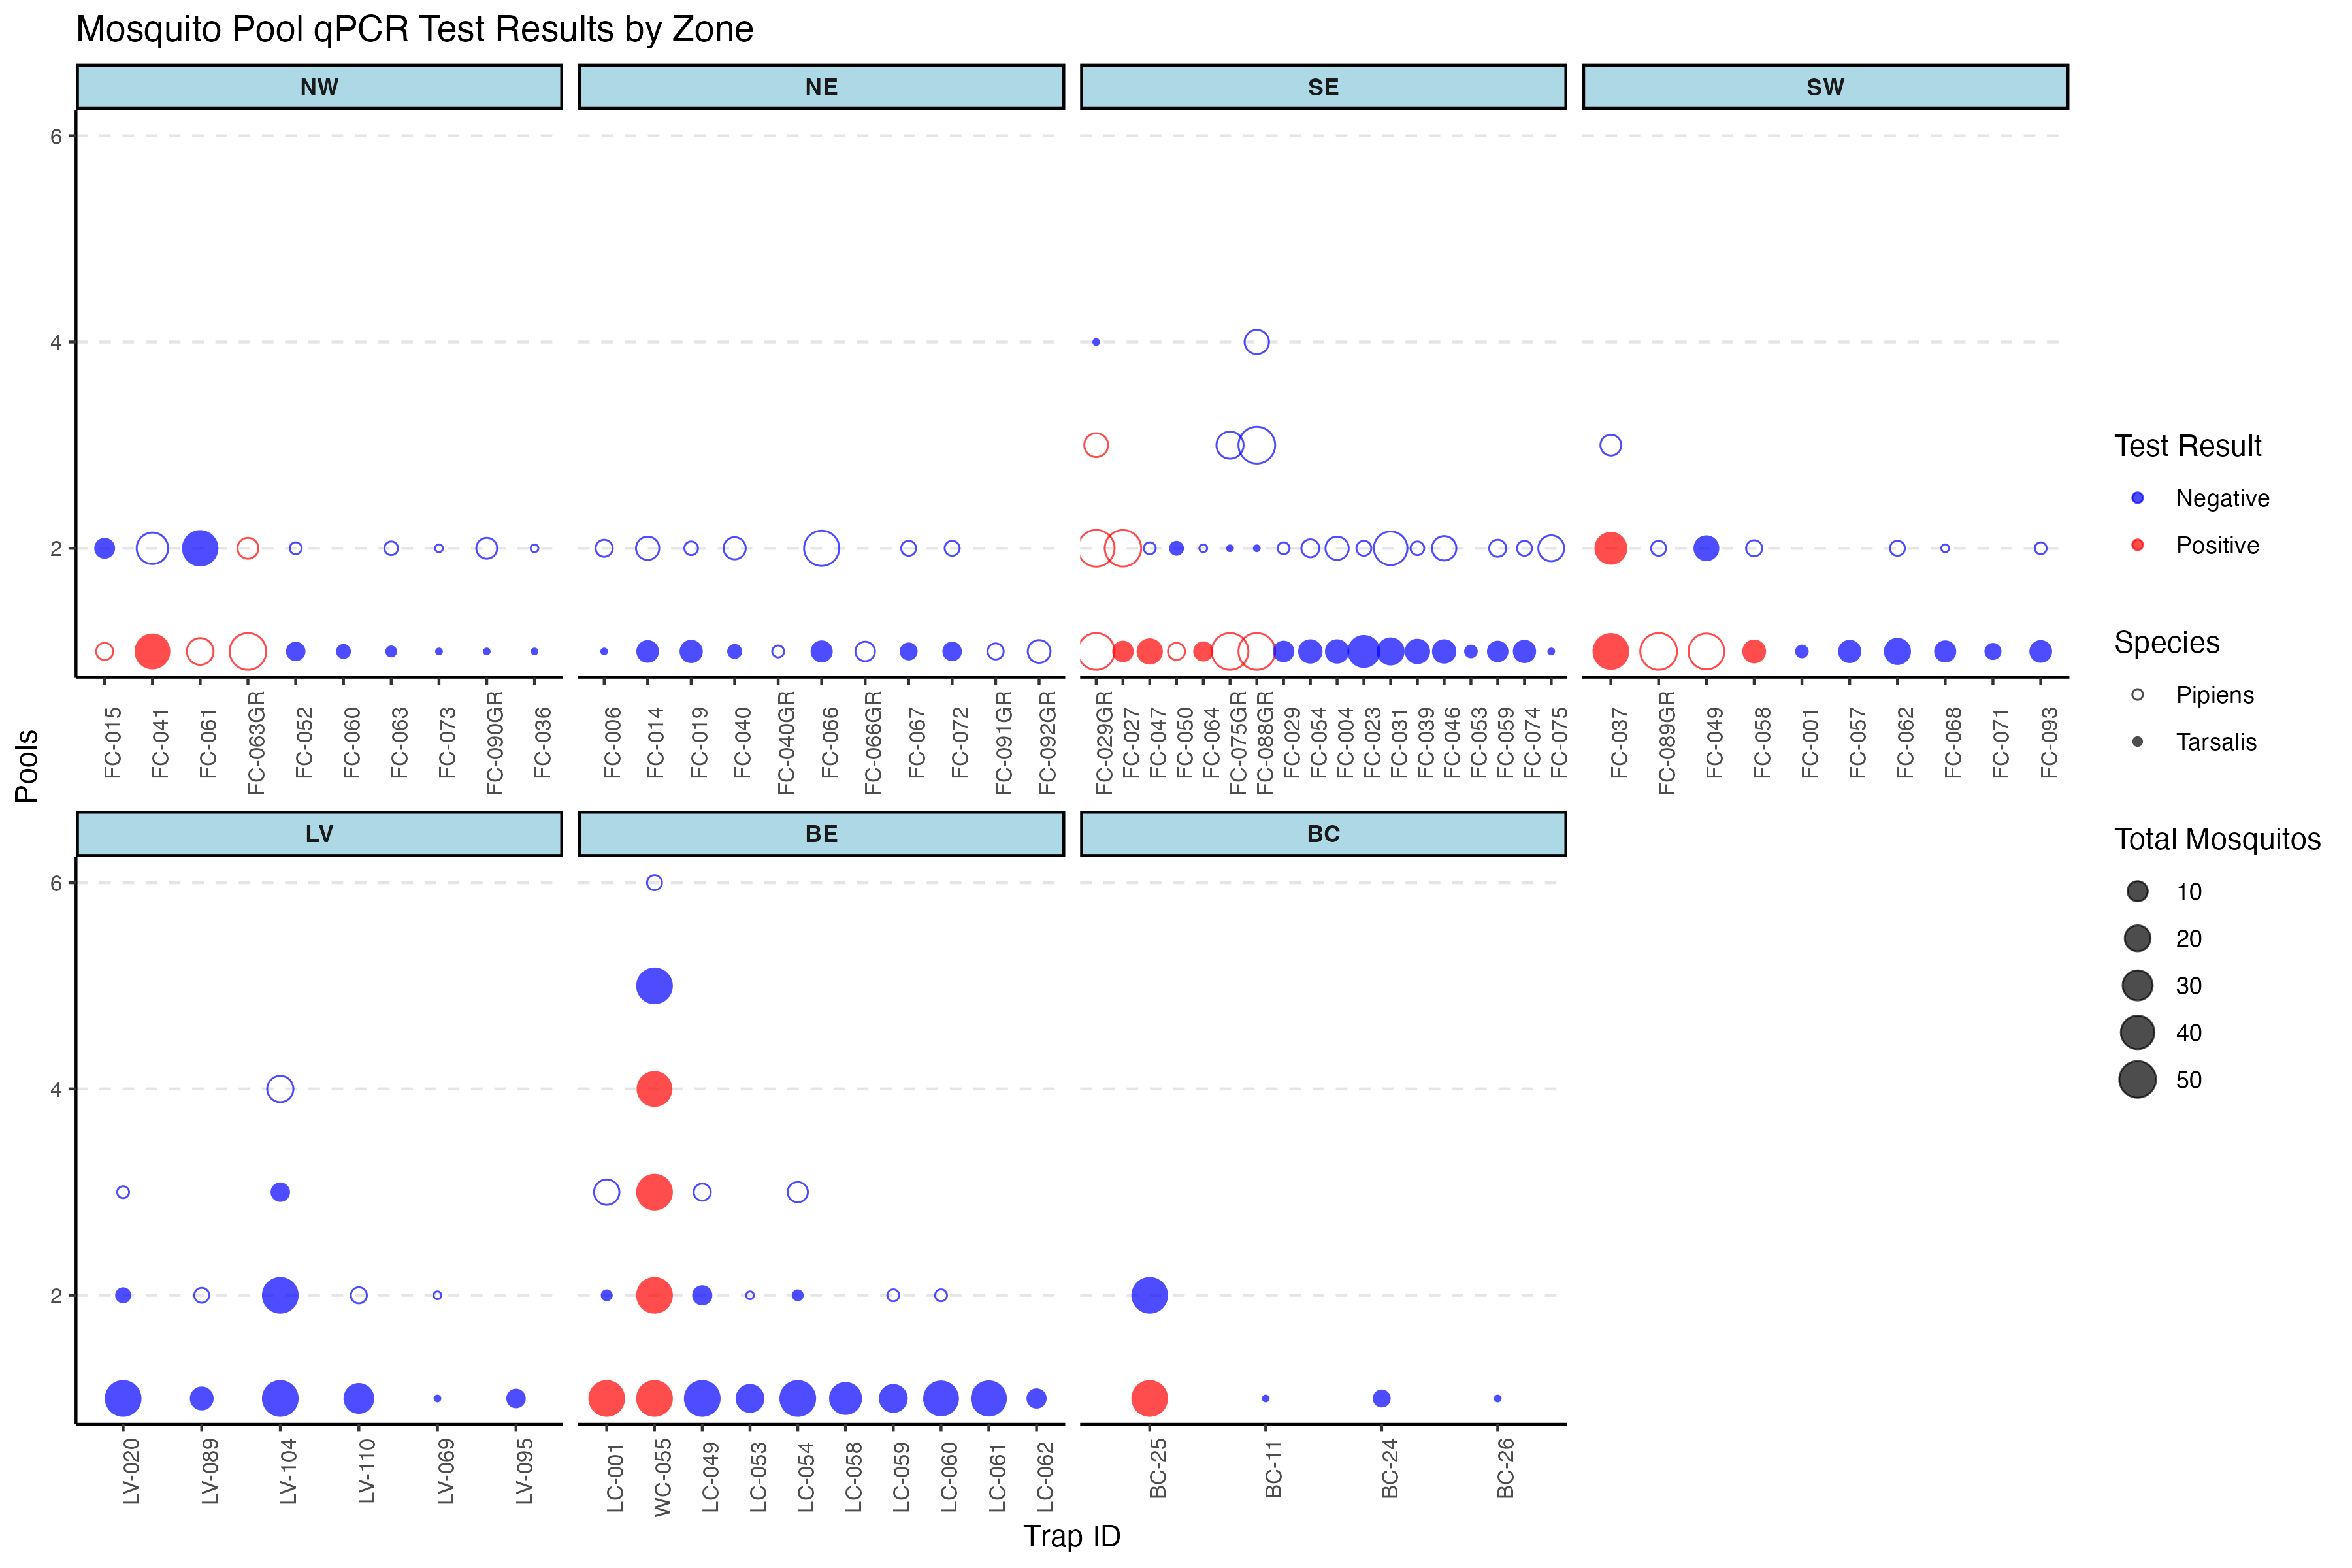 Mosquito Pool qPCR Test Results by Zone
NW NE SE SW
6
4
2
FC-015 FC-041 FC-061 FC-063GR FC-052 FC-060 FC-063 FC-073 FC-090GR FC-036
FC-006 FC-014 FC-019 FC-040 FC-040GR FC-066 FC-066GR FC-067 FC-072 FC-091GR FC-092GR
FC-029GR FC-027 FC-047 FC-050 FC-064 FC-075GR FC-088GR FC-029 FC-054 FC-004 FC-023 FC-031 FC-039 FC-046 FC-053 FC-059 FC-074 FC-075
FC-037 FC-089GR FC-049 FC-058 FC-001 FC-057 FC-062 FC-068 FC-071 FC-093
Pools
LV BE BC
6
4
2
LV-020 LV-089 LV-104 LV-110 LV-069 LV-095
LC-001 WC-055 LC-049 LC-053 LC-054 LC-058 LC-059 LC-060 LC-061 LC-062
BC-25 BC-11 BC-24 BC-26
Trap ID
Test Result
Negative
Positive
Species
Pipiens
Tarsalis
Total Mosquitos
10
20
30
40
50